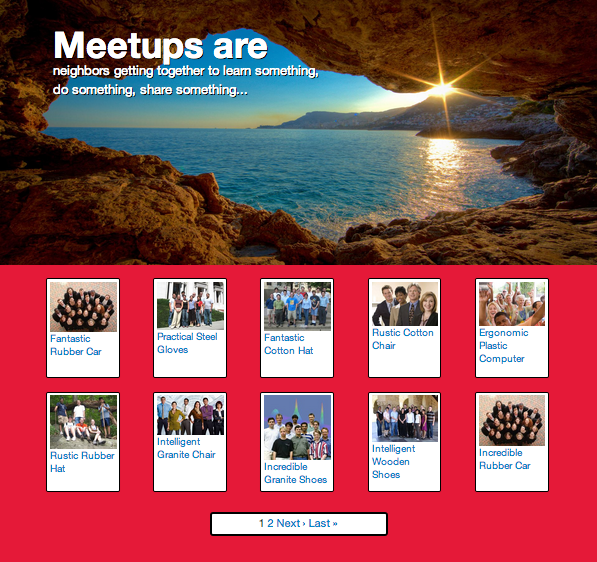 Meetups are
neighbors getting together to learn something,
do something, share something...
Fantastic
Rubber Car
Practical Steel
Gloves
Fantastic
Cotton Hat
Rustic Cotton
Chair
Ergonomic
Plastic
Computer
Rustic Rubber
Hat
Intelligent
Granite Chair
Incredible
Granite Shoes
Intelligent
Wooden
Shoes
Incredible
Rubber Car
1 2 Next › Last »